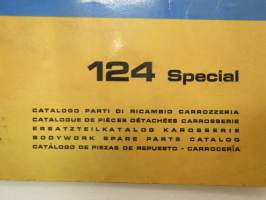 124 Special
CATALOGO PARTI DI RICAMBIO CARROZZERIA
CATALOGUE DE PIÈCES DÉTACHÉES CARROSSERIE
ERSATZTEILKATALOG KAROSSERIE
BODYWORK SPARE PARTS CATALOG
CATÁLOGO DE PIEZAS DE REPUESTO - CARROCERÍA